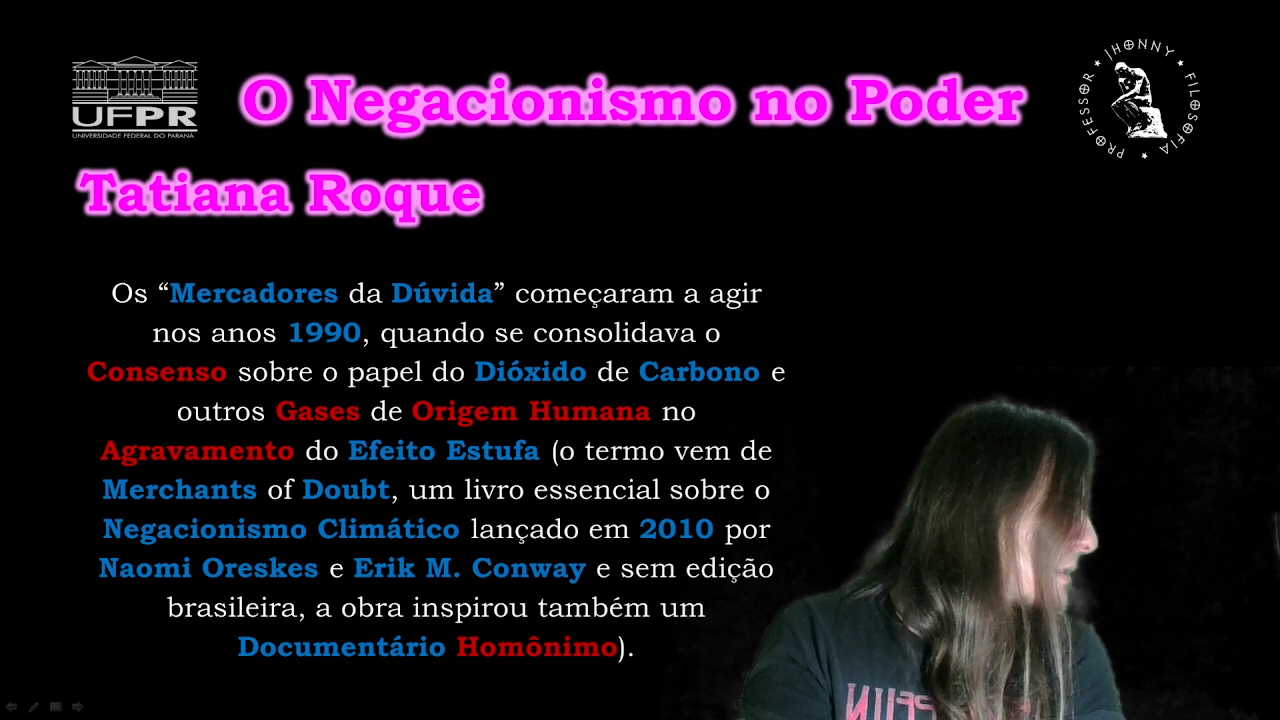 UFPR
UNIVERSIDADE FEDERAL DO PARANÁ
O Negacionismo no Poder
PROFESSOR ★ JHONNY ★ FILOSOFIA ★
Tatiana Roque
Os “Mercadores da Dúvida” começaram a agir
nos anos 1990, quando se consolidava o
Consenso sobre o papel do Dióxido de Carbono e
outros Gases de Origem Humana no
Agravamento do Efeito Estufa (o termo vem de
Merchants of Doubt, um livro essencial sobre o
Negacionismo Climático lançado em 2010 por
Naomi Oreskes e Erik M. Conway e sem edição
brasileira, a obra inspirou também um
Documentário Homônimo).